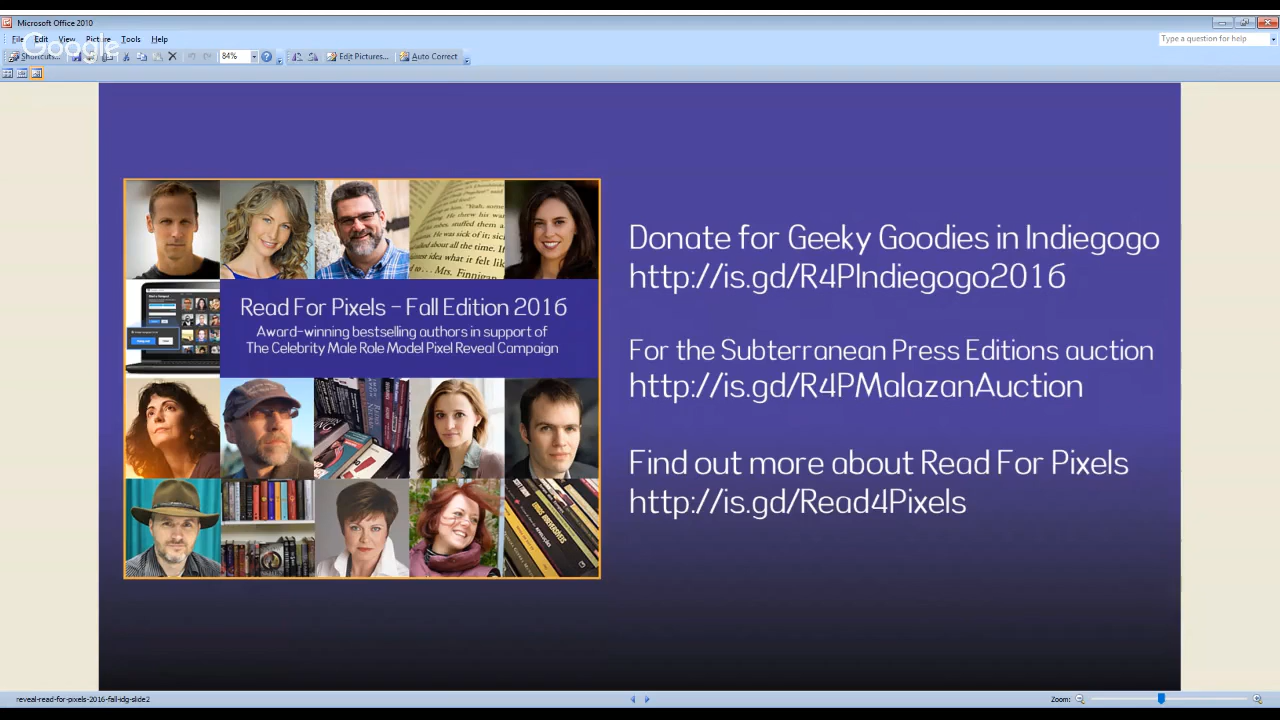 Microsoft Office 2010
File Edit View Picture Tools Help
Type a question for help
Google
Shortcuts...
84%
Edit Pictures...
Auto Correct
Read For Pixels - Fall Edition 2016
Award-winning bestselling authors in support of
The Celebrity Male Role Model Pixel Reveal Campaign
Donate for Geeky Goodies in Indiegogo
http://is.gd/R4PIndiegogo2016
For the Subterranean Press Editions auction
http://is.gd/R4PMalazanAuction
Find out more about Read For Pixels
http://is.gd/Read4Pixels
reveal-read-for-pixels-2016-fall-idg-slide2
Zoom: